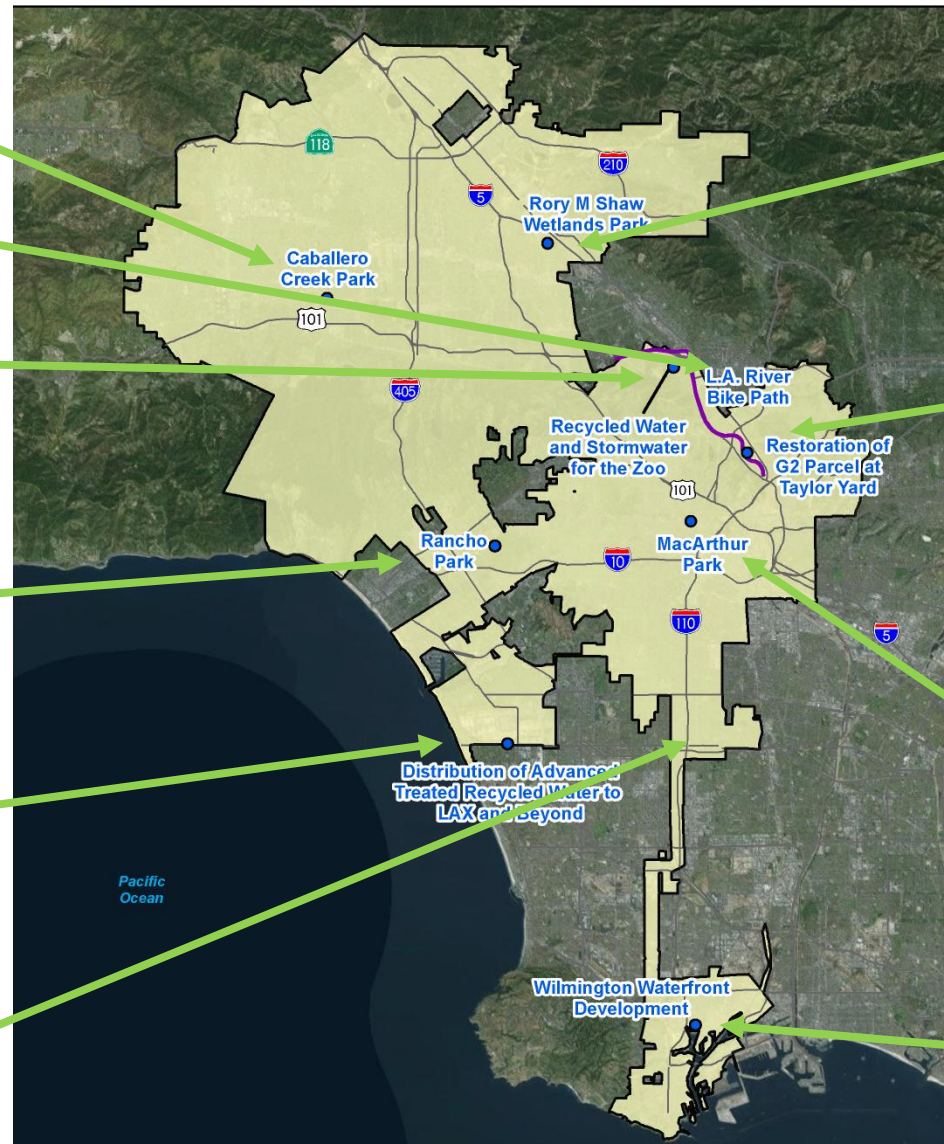 118
210
5
Rory M Shaw
Wetlands Park
Caballero
Creek Park
101
405
L.A. River
Bike Path
Recycled Water
and Stormwater
for the Zoo
Restoration of
G2 Parcel at
Taylor Yard
101
Rancho
Park
10
MacArthur
Park
110
5
Distribution of Advanced
Treated Recycled Water to
LAX and Beyond
Pacific
Ocean
Wilmington Waterfront
Development